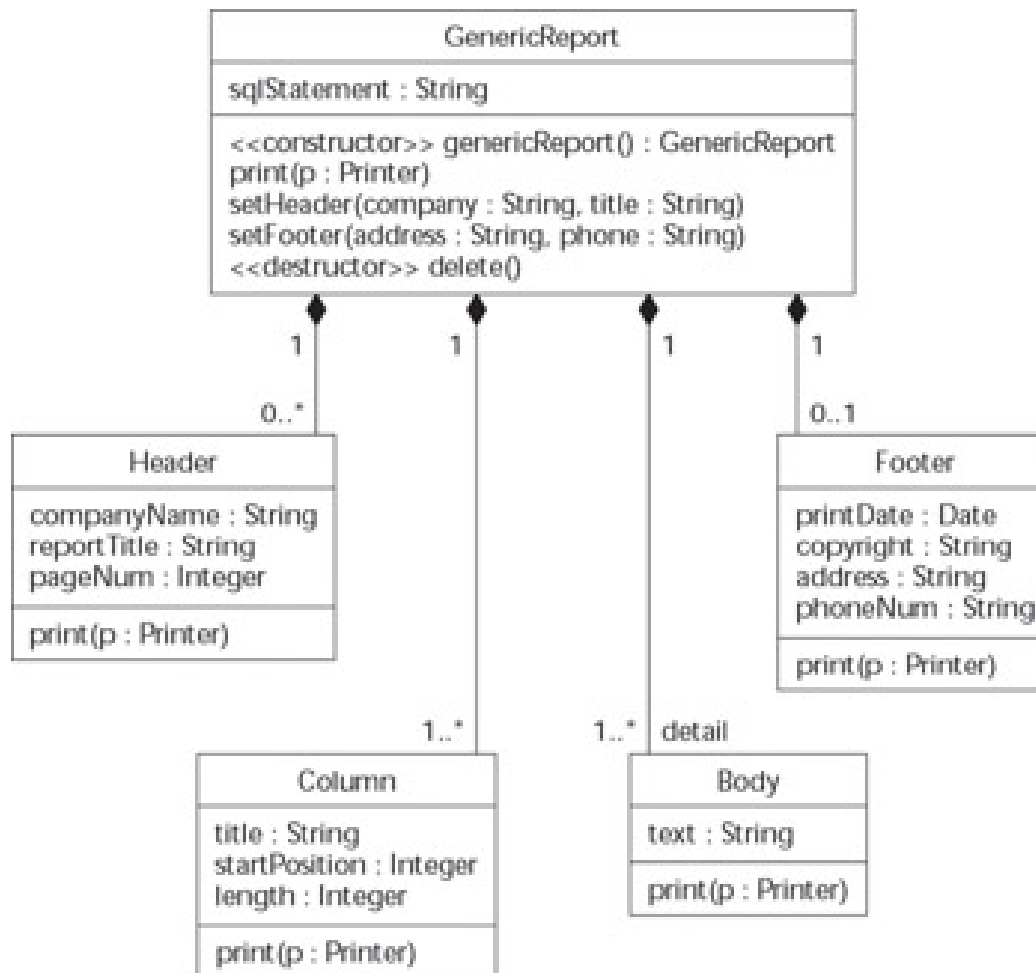 GenericReport
sqlStatement : String
<<constructor>> genericReport() : GenericReport
print(p : Printer)
setHeader(company : String, title : String)
setFooter(address : String, phone : String)
<<destructor>> delete()
1
1
1
1
0..*
0..1
Header
companyName : String
reportTitle : String
pageNum : Integer
print(p : Printer)
Footer
printDate : Date
copyright : String
address : String
phoneNum : String
print(p : Printer)
1..*
1..* detail
Column
title : String
startPosition : Integer
length : Integer
print(p : Printer)
Body
text : String
print(p : Printer)